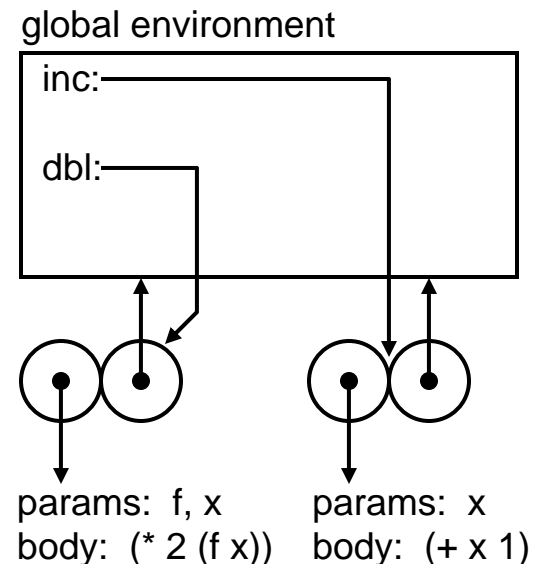 global environment
inc:
dbl:
params: f, x
body: (* 2 (f x))
params: x
body: (+ x 1)